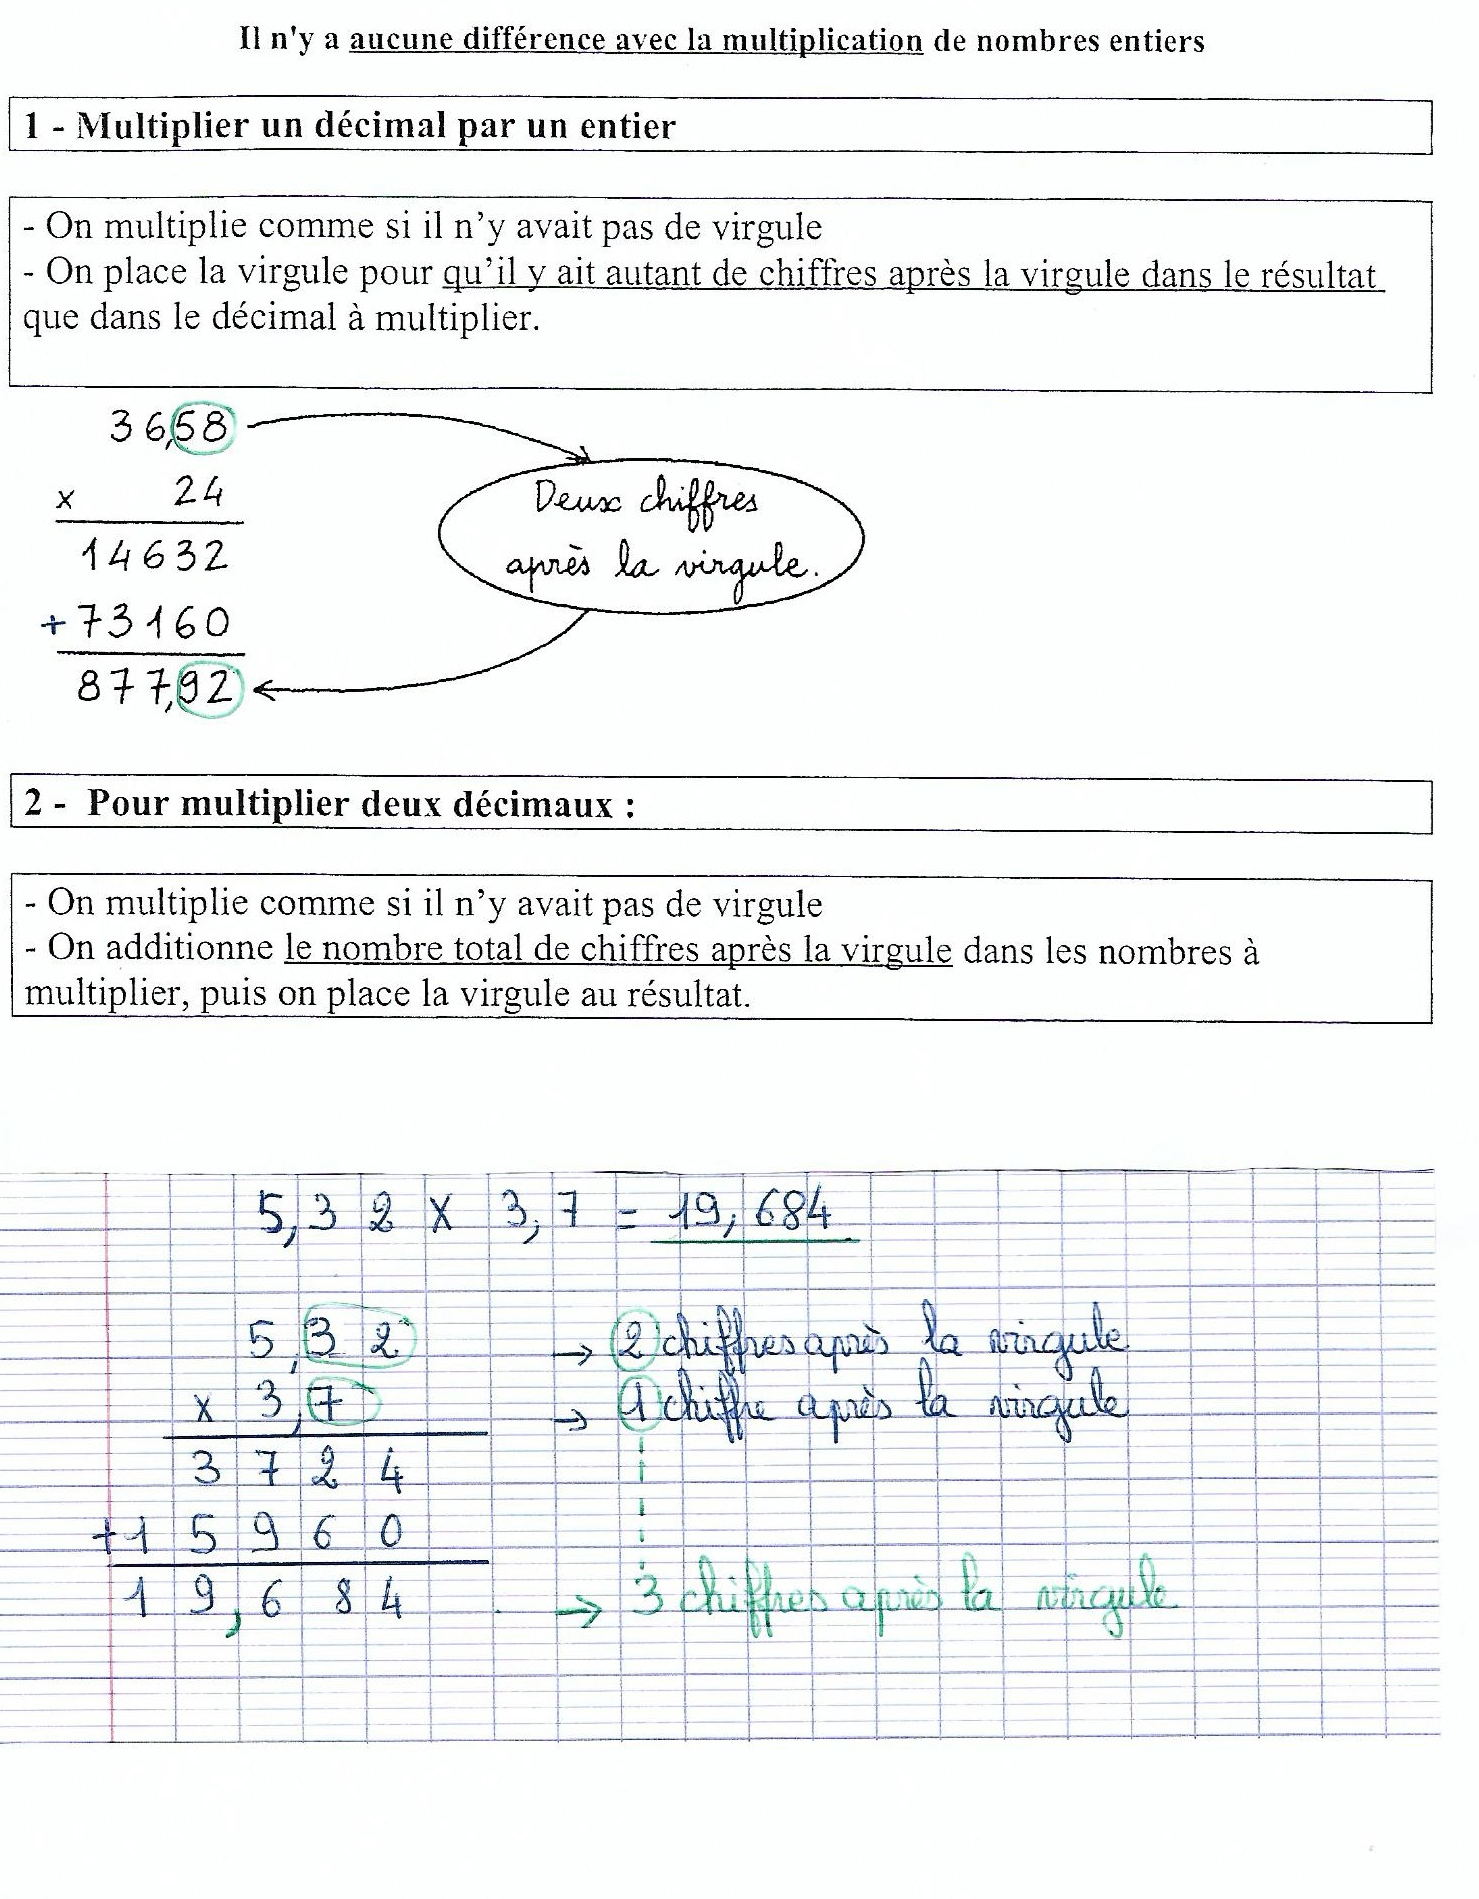 Il n'y a aucune différence avec la multiplication de nombres entiers
1 - Multiplier un décimal par un entier
- On multiplie comme si il n’y avait pas de virgule
- On place la virgule pour qu’il y ait autant de chiffres après la virgule dans le résultat
que dans le décimal à multiplier.
36,58
x 24
14632
+73160
877,92
Deux chiffres
après la virgule.
2 - Pour multiplier deux décimaux :
- On multiplie comme si il n’y avait pas de virgule
- On additionne le nombre total de chiffres après la virgule dans les nombres à
multiplier, puis on place la virgule au résultat.
5,32 x 3,7 = 19,684
5,32 → 2 chiffres après la virgule
x 3,7 → 1 chiffre après la virgule
3724
+15960
19,684 → 3 chiffres après la virgule